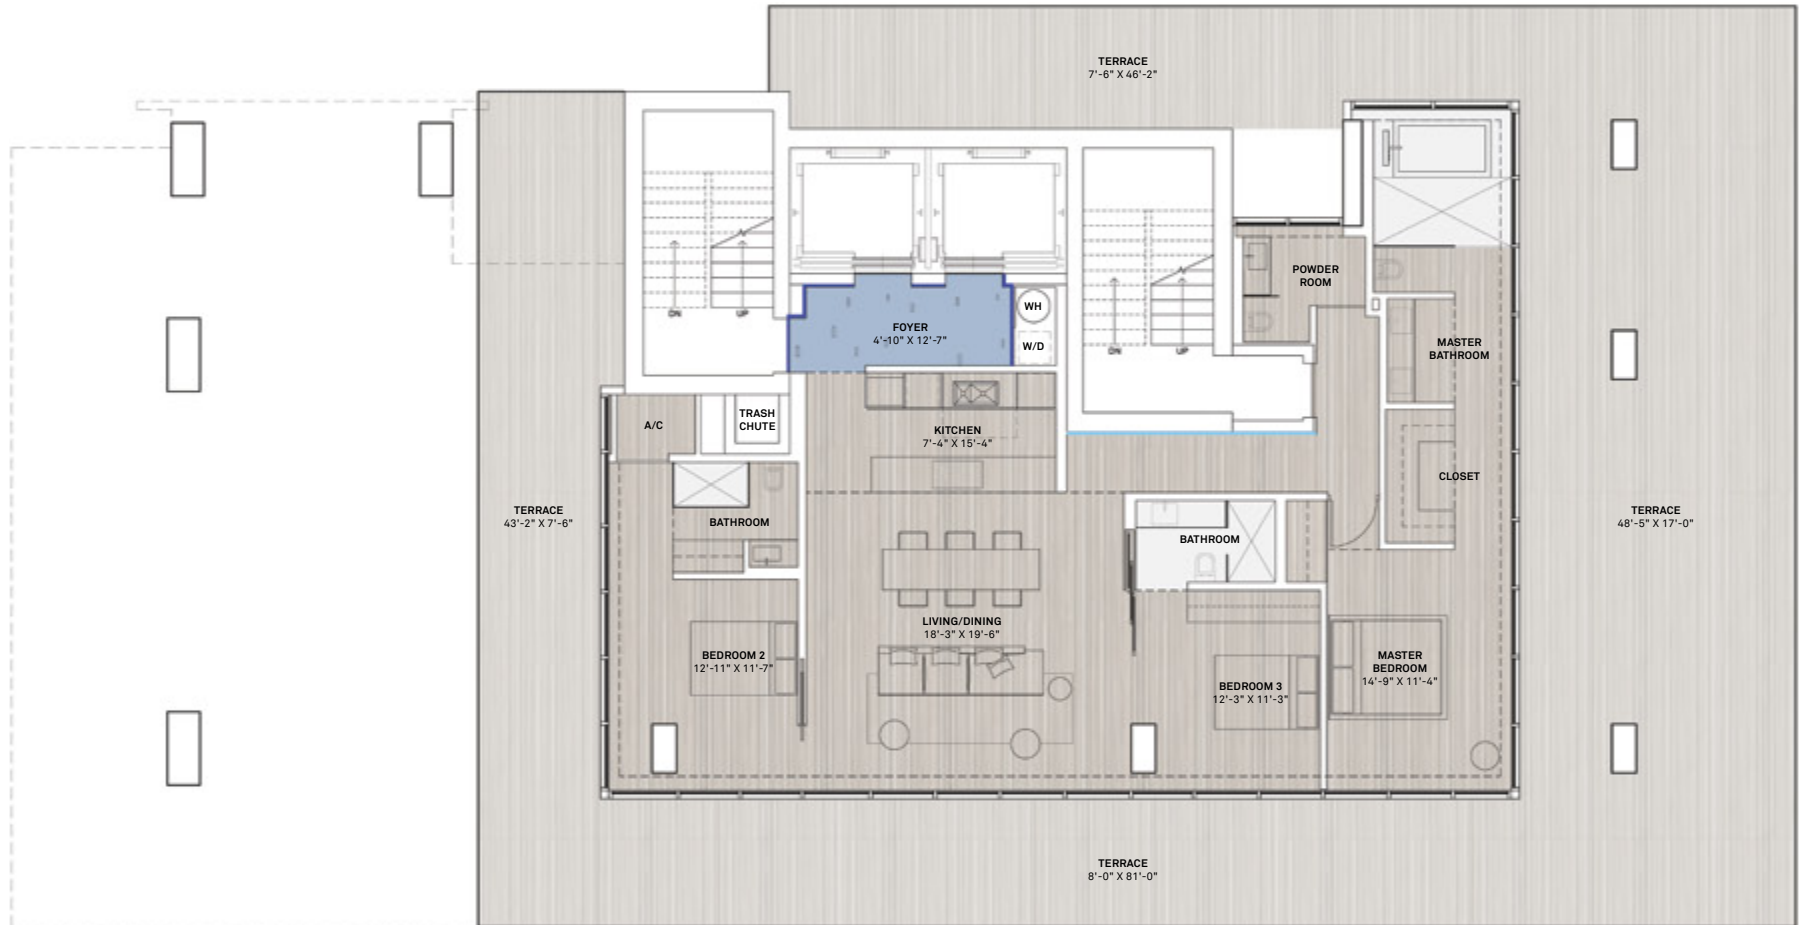 TERRACE
7'-6" X 46'-2"
POWDER
ROOM
WH
DN
UP
FOYER
4'-10" X 12'-7"
W/D
DN
UP
MASTER
BATHROOM
TRASH
CHUTE
A/C
KITCHEN
7'-4" X 15'-4"
CLOSET
TERRACE
43'-2" X 7'-6"
BATHROOM
BATHROOM
TERRACE
48'-5" X 17'-0"
LIVING/DINING
18'-3" X 19'-6"
BEDROOM 2
12'-11" X 11'-7"
MASTER
BEDROOM
14'-9" X 11'-4"
BEDROOM 3
12'-3" X 11'-3"
TERRACE
8'-0" X 81'-0"